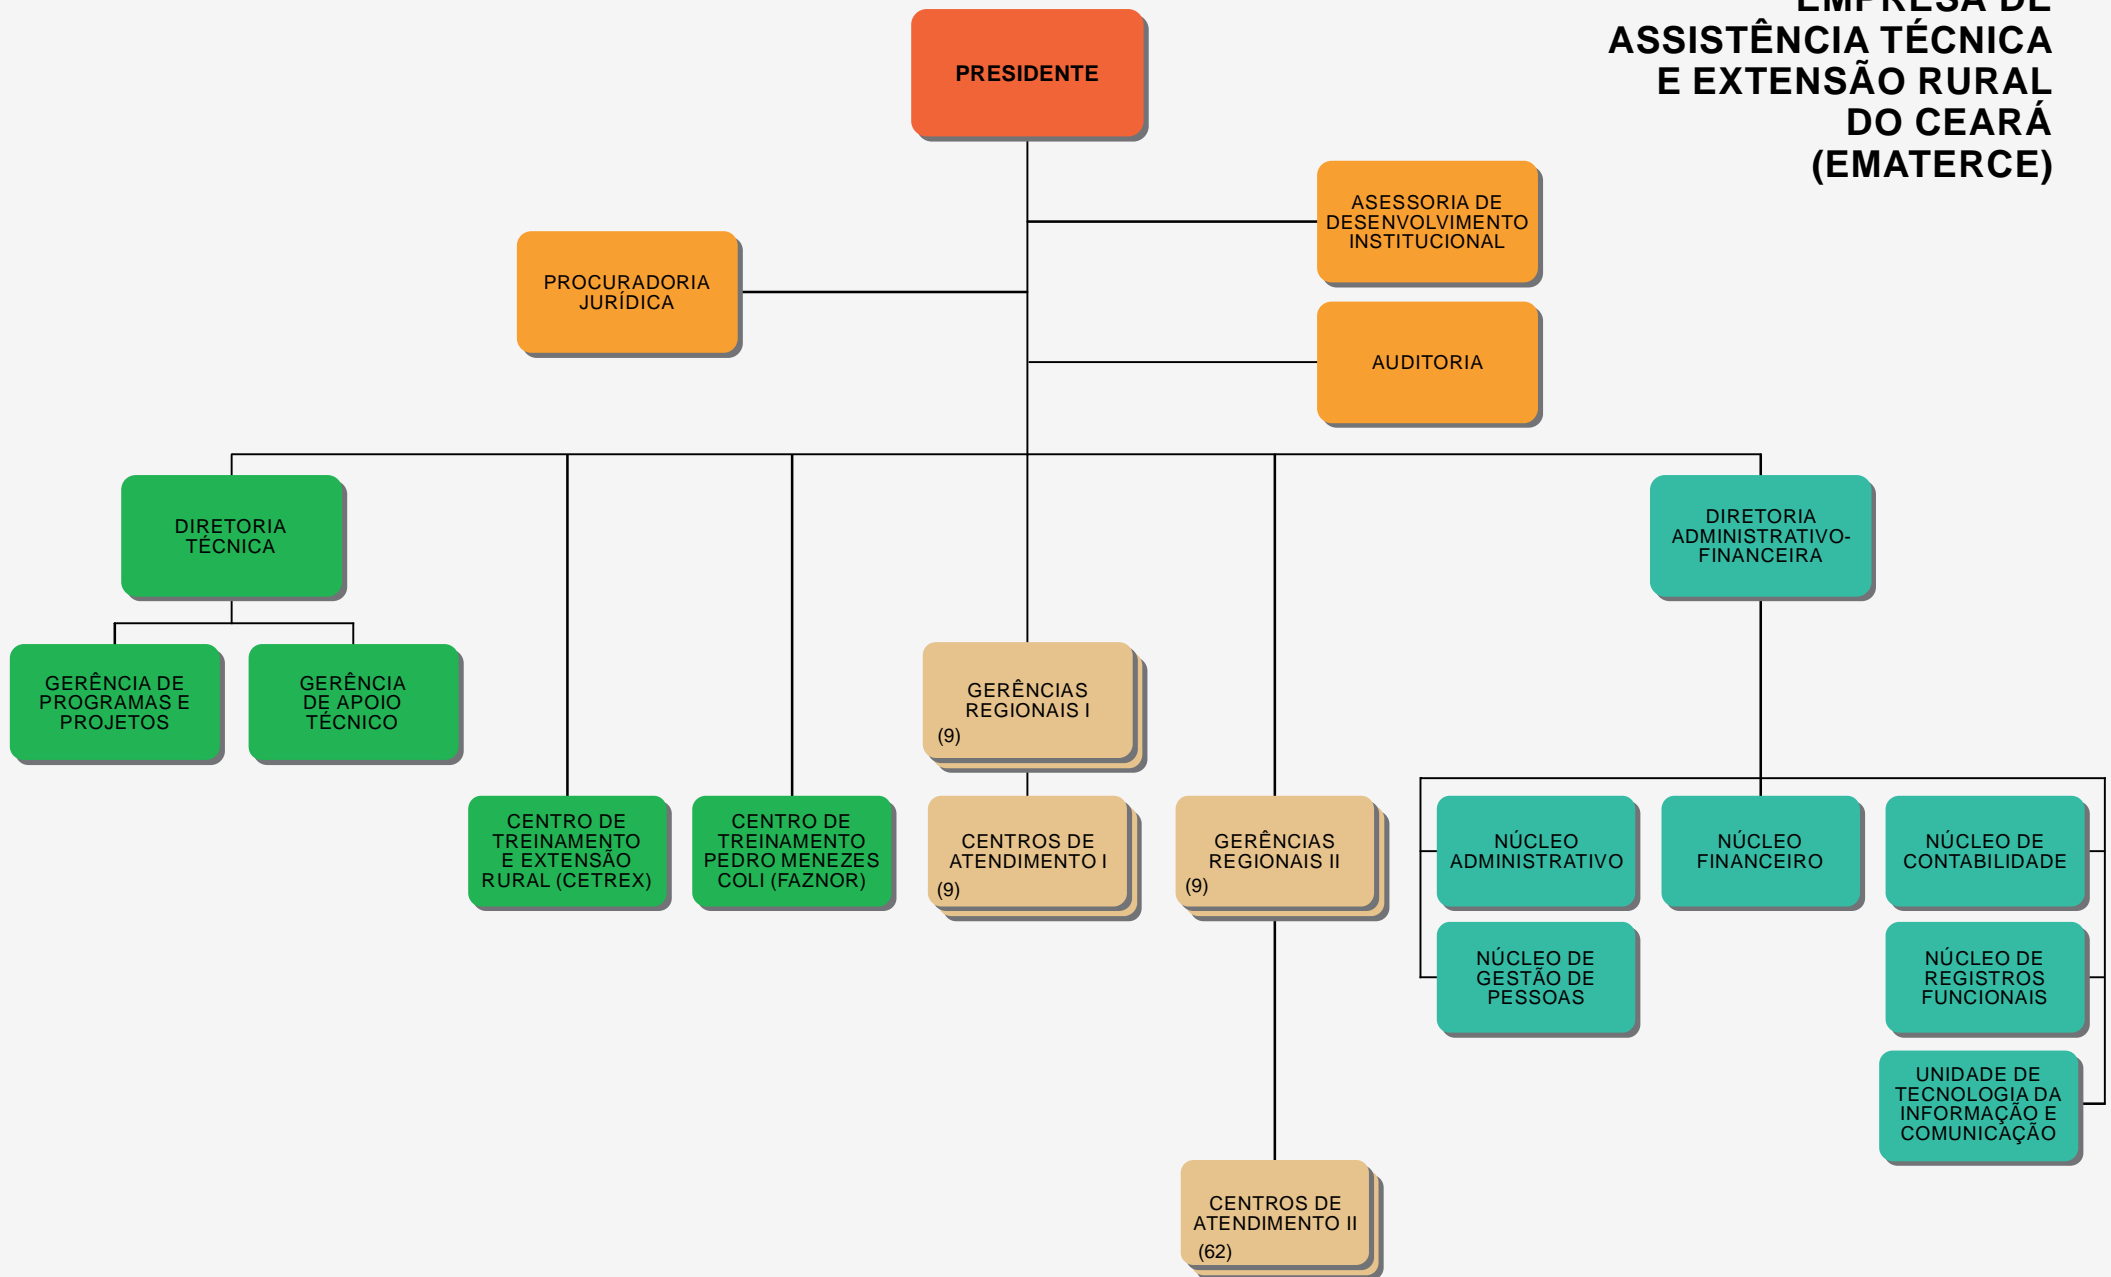 EMPRESA DE
ASSISTÊNCIA TÉCNICA
E EXTENSÃO RURAL
DO CEARÁ
(EMATERCE)
PRESIDENTE
ASESSORIA DE
DESENVOLVIMENTO
INSTITUCIONAL
PROCURADORIA
JURÍDICA
AUDITORIA
DIRETORIA
TÉCNICA
DIRETORIA
ADMINISTRATIVO-
FINANCEIRA
GERÊNCIA DE
PROGRAMAS E
PROJETOS
GERÊNCIA
DE APOIO
TÉCNICO
GERÊNCIAS
REGIONAIS I
(9)
CENTRO DE
TREINAMENTO
E EXTENSÃO
RURAL (CETREX)
CENTRO DE
TREINAMENTO
PEDRO MENEZES
COLI (FAZNOR)
CENTROS DE
ATENDIMENTO I
(9)
GERÊNCIAS
REGIONAIS II
(9)
NÚCLEO
ADMINISTRATIVO
NÚCLEO
FINANCEIRO
NÚCLEO DE
CONTABILIDADE
NÚCLEO DE
GESTÃO DE
PESSOAS
NÚCLEO DE
REGISTROS
FUNCIONAIS
UNIDADE DE
TECNOLOGIA DA
INFORMAÇÃO E
COMUNICAÇÃO
CENTROS DE
ATENDIMENTO II
(62)